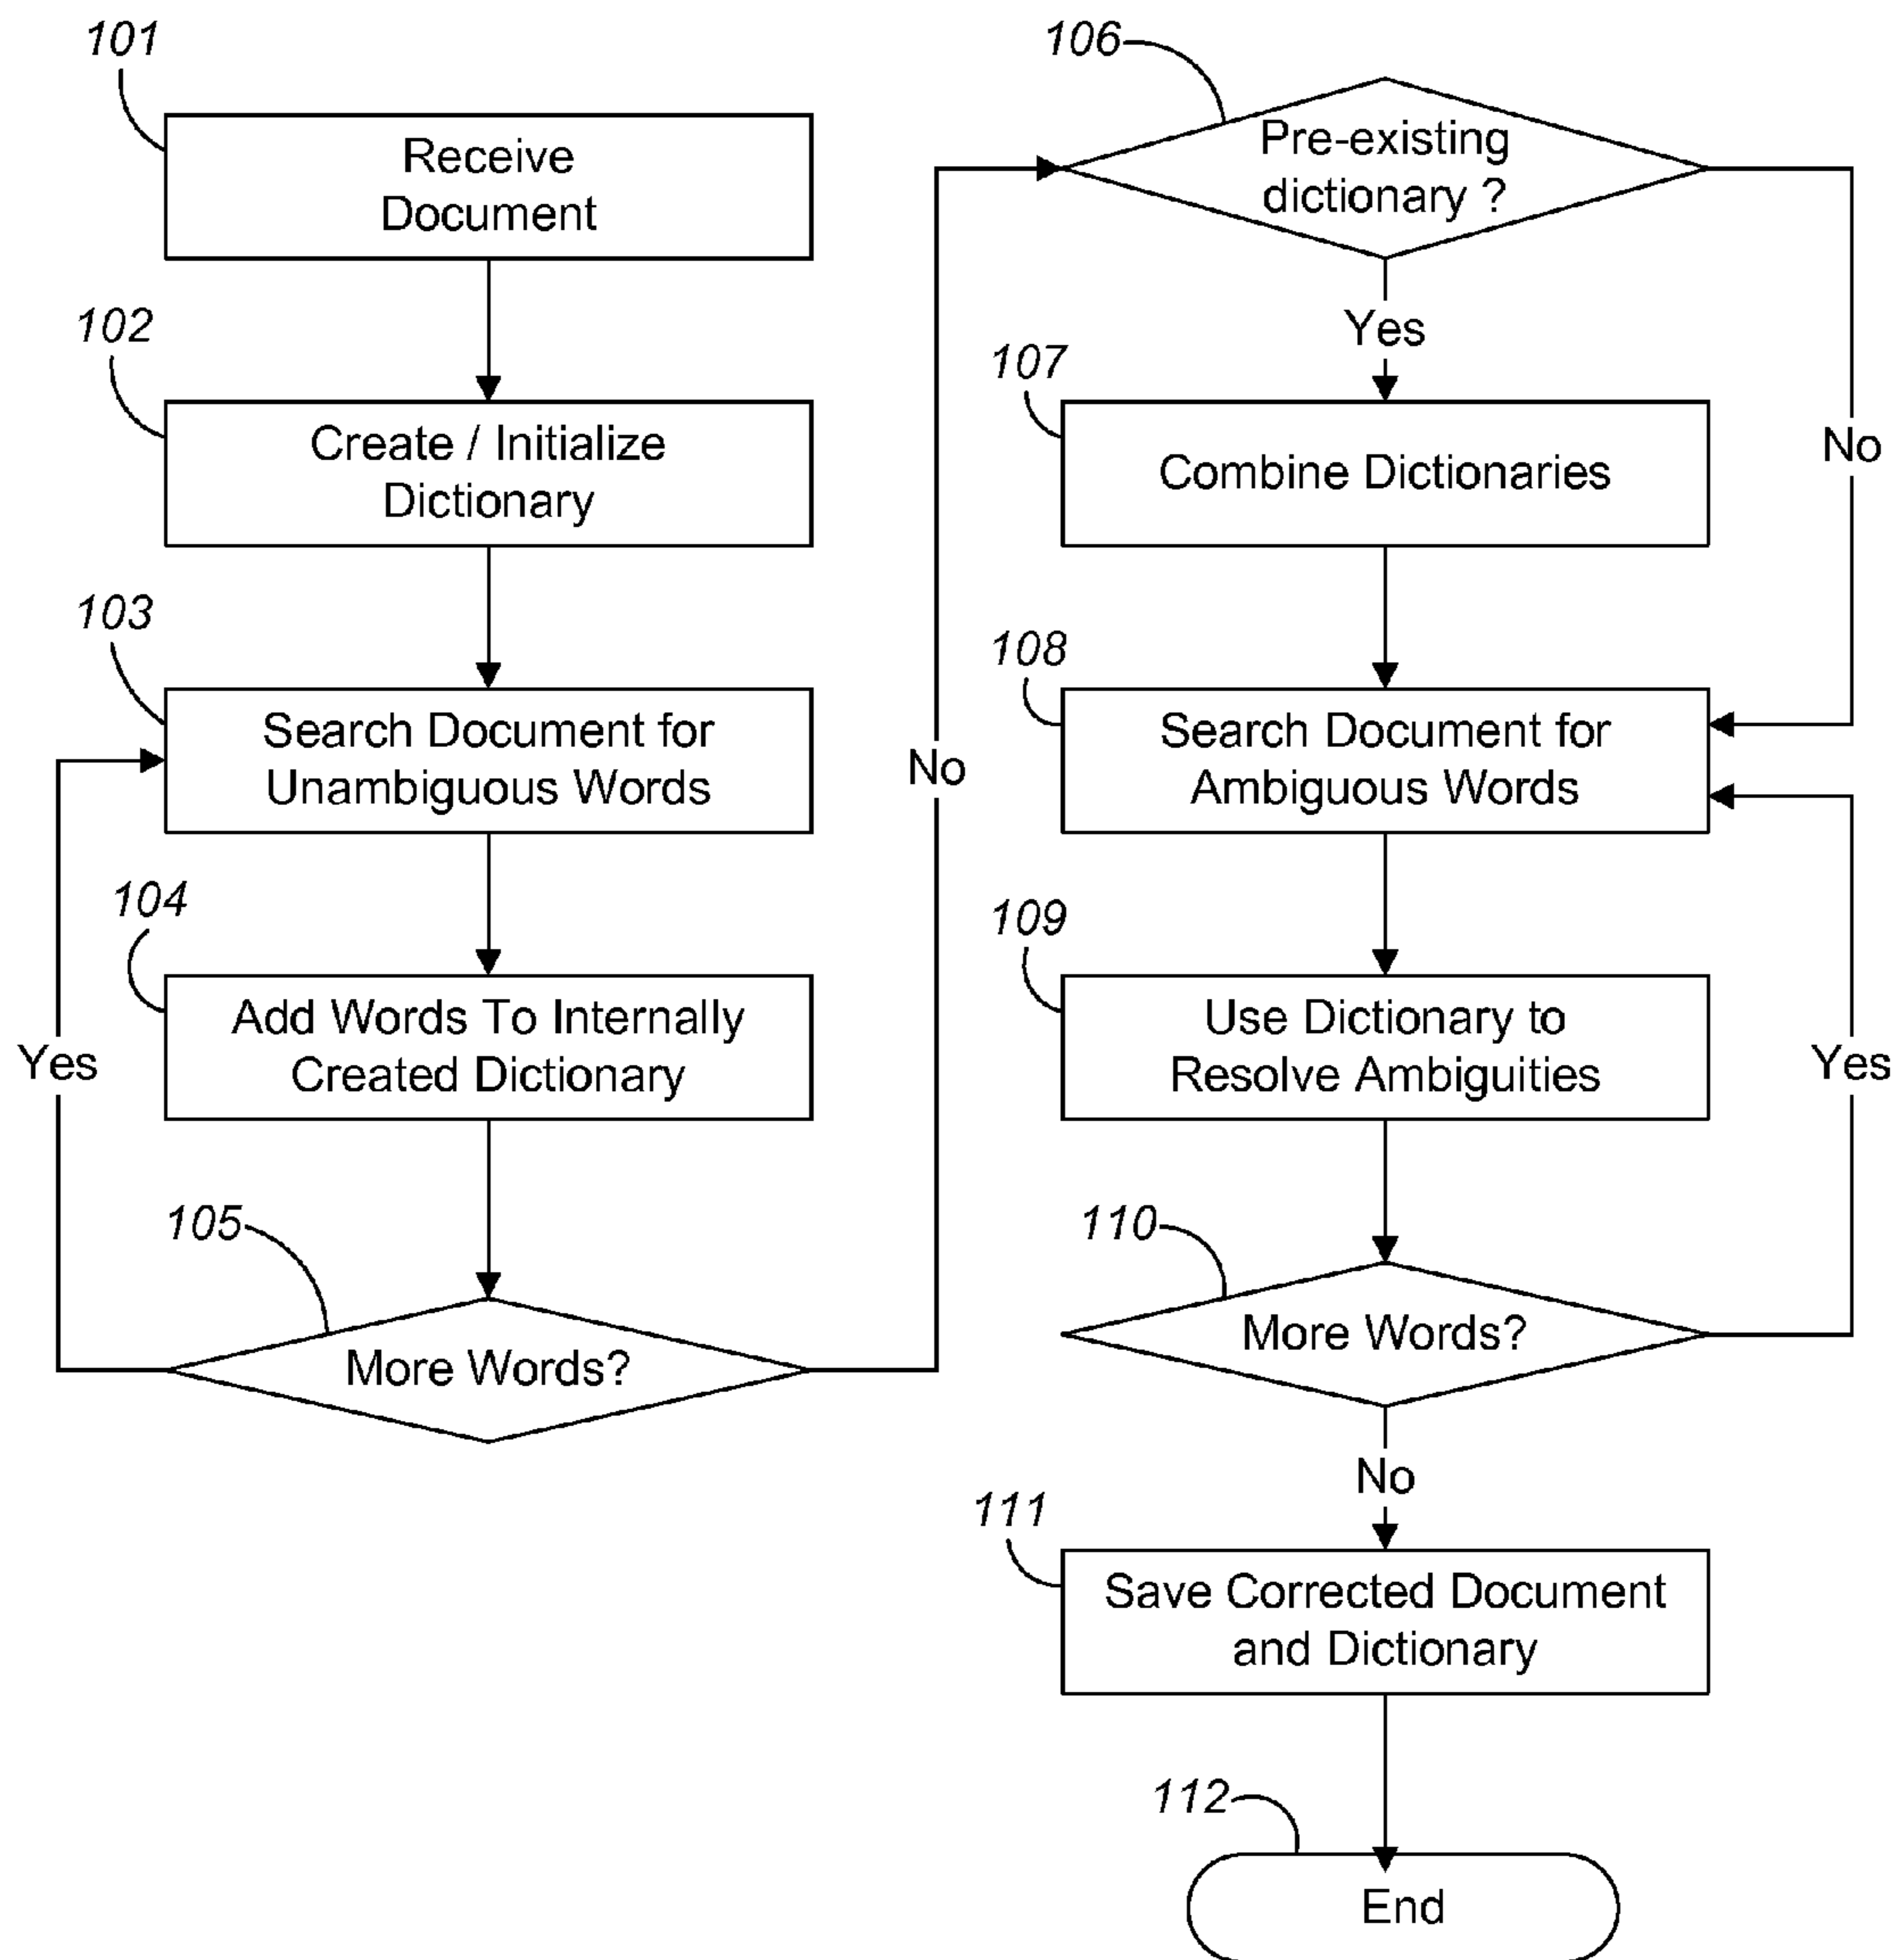 101
Receive
Document
102
Create / Initialize
Dictionary
103
Search Document for
Unambiguous Words
104
Add Words To Internally
Created Dictionary
Yes
105
More Words?
No
106
Pre-existing
dictionary ?
Yes
No
107
Combine Dictionaries
108
Search Document for
Ambiguous Words
109
Use Dictionary to
Resolve Ambiguities
Yes
110
More Words?
No
111
Save Corrected Document
and Dictionary
112
End